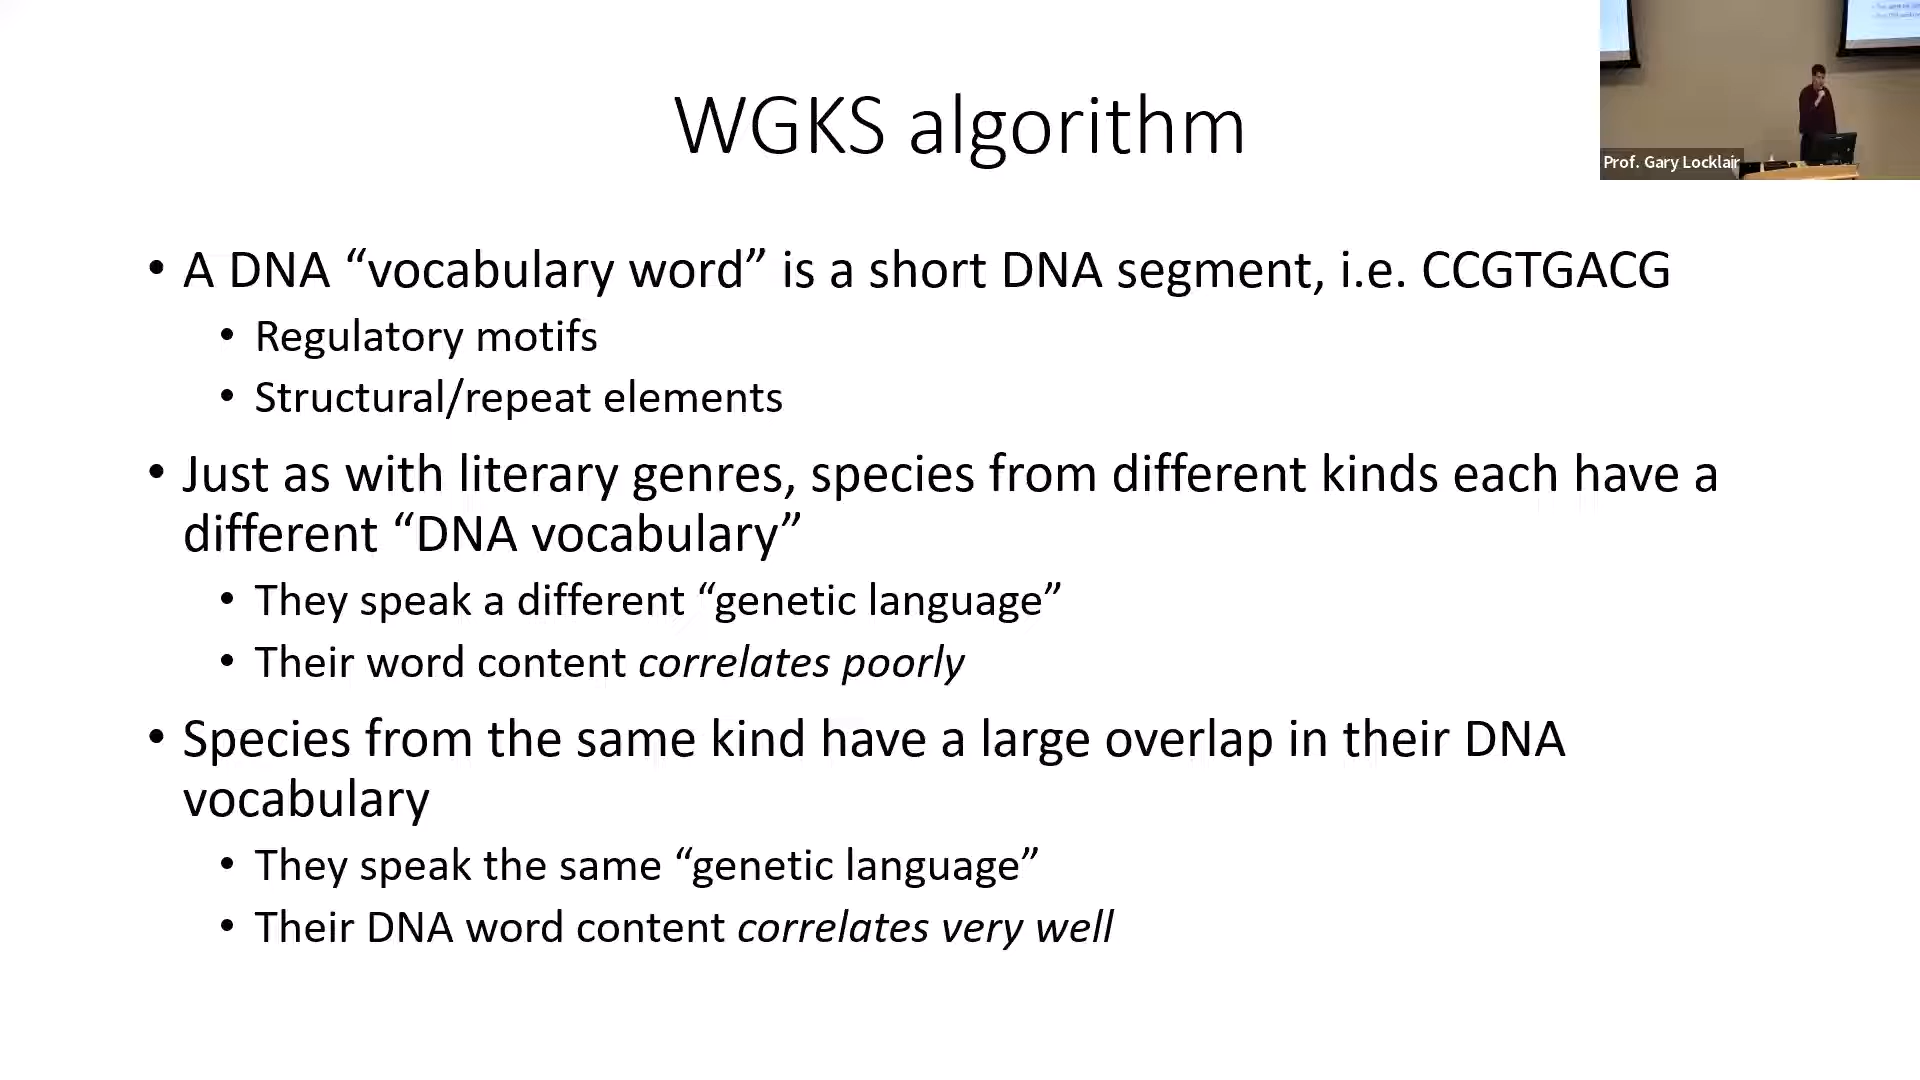 WGKS algorithm
Prof. Gary Locklair
• A DNA “vocabulary word” is a short DNA segment, i.e. CCGTGACG
• Regulatory motifs
• Structural/repeat elements
• Just as with literary genres, species from different kinds each have a
different “DNA vocabulary”
• They speak a different “genetic language”
• Their word content correlates poorly
• Species from the same kind have a large overlap in their DNA
vocabulary
• They speak the same “genetic language”
• Their DNA word content correlates very well